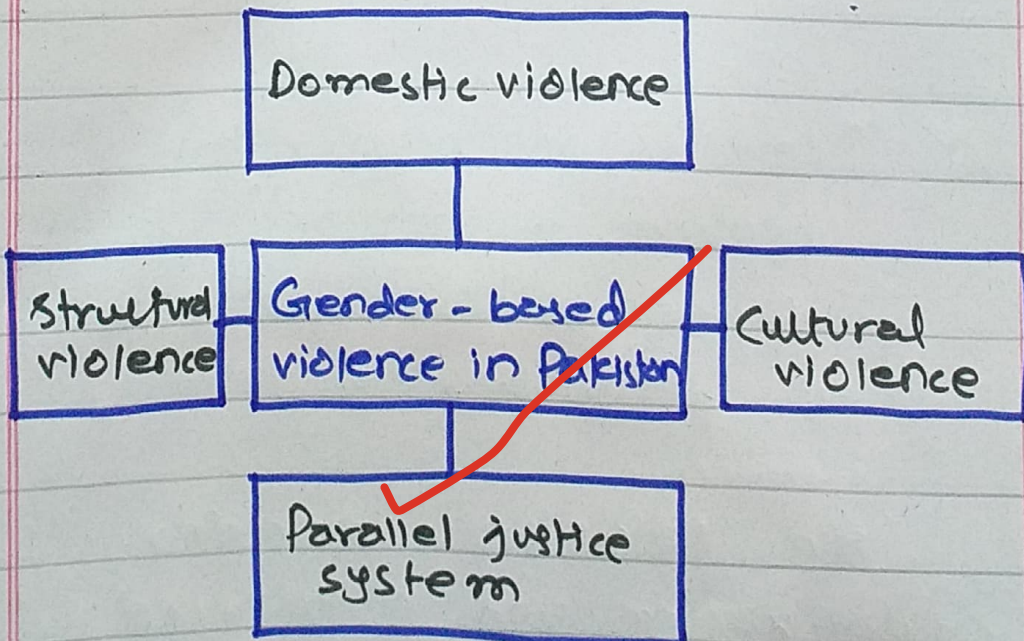 Domestic violence
Structural
violence
Gender-based
violence in Pakistan
Cultural
violence
Parallel justice
system